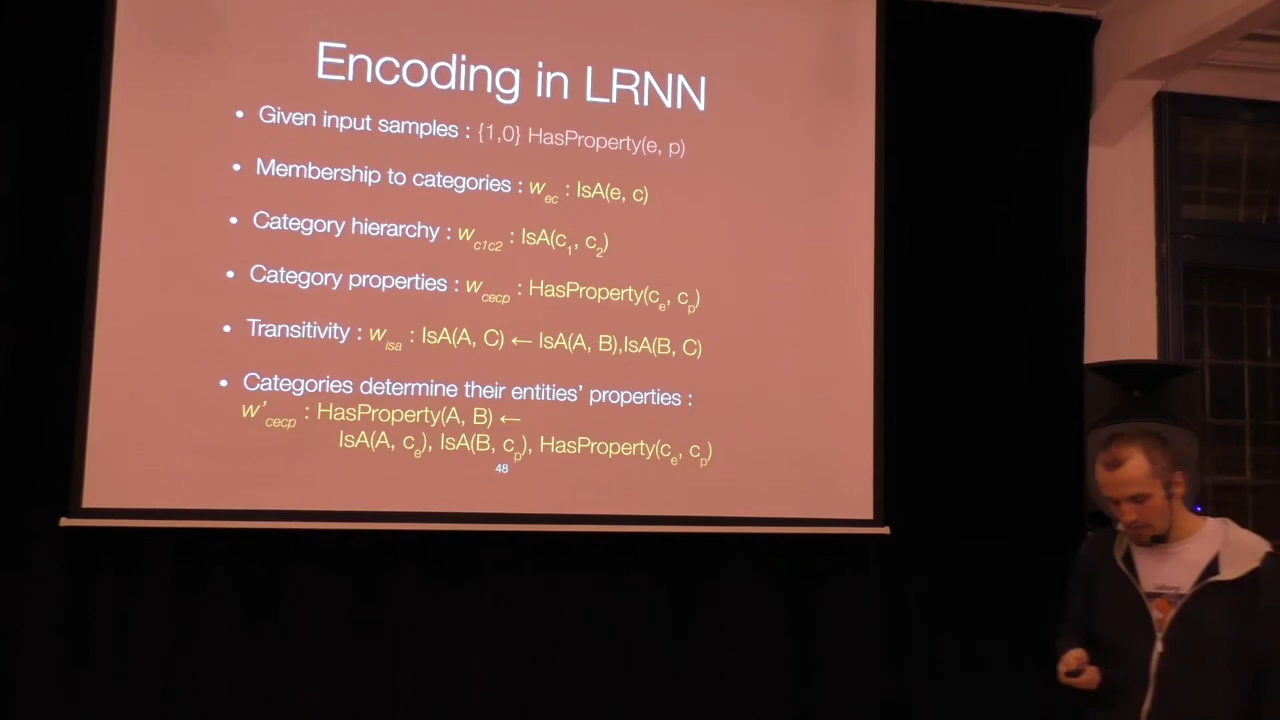 Encoding in LRNN
• Given input samples : {1,0} HasProperty(e, p)
• Membership to categories : w_ec : IsA(e, c)
• Category hierarchy : w_c1c2 : IsA(c_1, c_2)
• Category properties : w_cecp : HasProperty(c_e, c_p)
• Transitivity : w_isa : IsA(A, C) ← IsA(A, B),IsA(B, C)
• Categories determine their entities’ properties :
w’_cecp : HasProperty(A, B) ←
IsA(A, c_e), IsA(B, c_p), HasProperty(c_e, c_p)
48